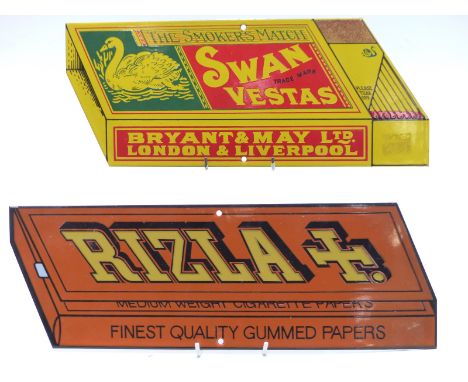 THE SMOKER'S MATCH
SWAN
TRADE MARK
VESTAS
PLEASE
BRYANT & MAY LTD.
LONDON & LIVERPOOL
RIZLA +.
MEDIUM WEIGHT CIGARETTE PAPERS
FINEST QUALITY GUMMED PAPERS